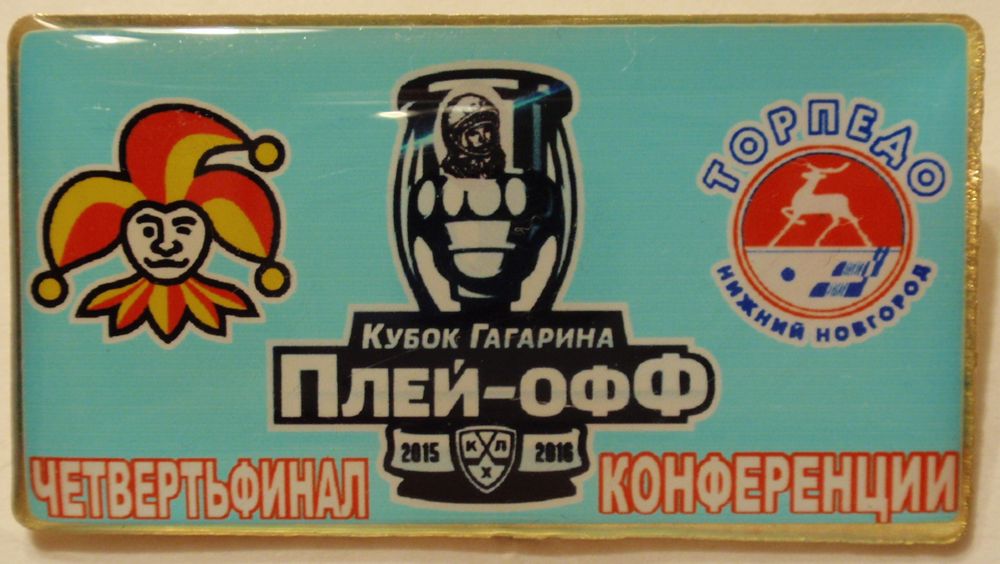 ТОРПЕДО
НИЖНИЙ НОВГОРОД
КУБОК ГАГАРИНА
ПЛЕЙ-ОФФ
2015 КХЛ 2016
ЧЕТВЕРТЬФИНАЛ КОНФЕРЕНЦИИ